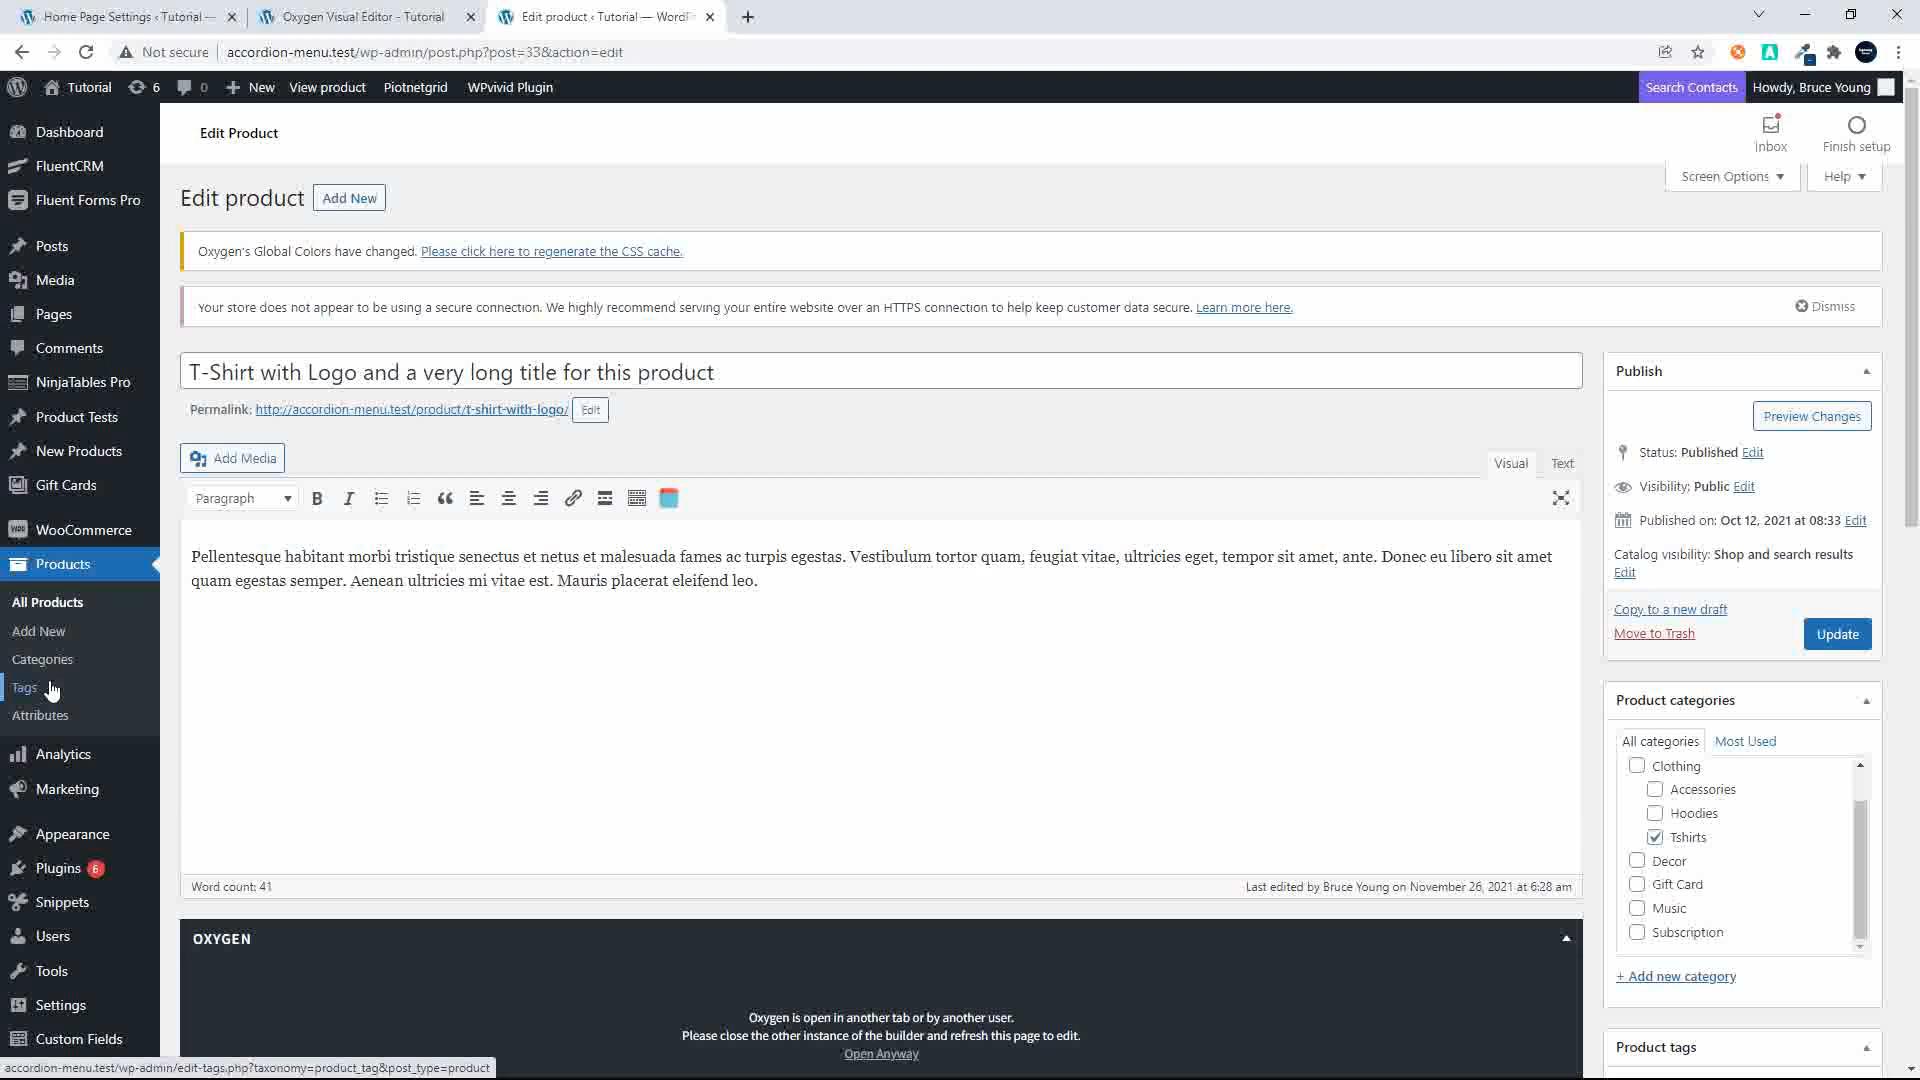 Home Page Settings ‹ Tutorial —
Oxygen Visual Editor - Tutorial
Edit product ‹ Tutorial — WordP
Not secure
accordion-menu.test/wp-admin/post.php?post=33&action=edit
Tutorial
6
0
New
View product
Piotnetgrid
WPvivid Plugin
Search Contacts
Howdy, Bruce Young
Dashboard
FluentCRM
Fluent Forms Pro
Posts
Media
Pages
Comments
NinjaTables Pro
Product Tests
New Products
Gift Cards
WooCommerce
Products
All Products
Add New
Categories
Tags
Attributes
Analytics
Marketing
Appearance
Plugins 6
Snippets
Users
Tools
Settings
Custom Fields
accordion-menu.test/wp-admin/edit-tags.php?taxonomy=product_tag&post_type=product
Edit Product
Inbox
Finish setup
Screen Options
Help
Edit product
Add New
Oxygen's Global Colors have changed. Please click here to regenerate the CSS cache.
Your store does not appear to be using a secure connection. We highly recommend serving your entire website over an HTTPS connection to help keep customer data secure. Learn more here.
Dismiss
T-Shirt with Logo and a very long title for this product
Permalink: http://accordion-menu.test/product/t-shirt-with-logo/ Edit
Add Media
Visual
Text
Paragraph
Pellentesque habitant morbi tristique senectus et netus et malesuada fames ac turpis egestas. Vestibulum tortor quam, feugiat vitae, ultricies eget, tempor sit amet, ante. Donec eu libero sit amet
quam egestas semper. Aenean ultricies mi vitae est. Mauris placerat eleifend leo.
Word count: 41
Last edited by Bruce Young on November 26, 2021 at 6:28 am
OXYGEN
Oxygen is open in another tab or by another user.
Please close the other instance of the builder and refresh this page to edit.
Open Anyway
Publish
Preview Changes
Status: Published Edit
Visibility: Public Edit
Published on: Oct 12, 2021 at 08:33 Edit
Catalog visibility: Shop and search results
Edit
Copy to a new draft
Move to Trash
Update
Product categories
All categories
Most Used
Clothing
Accessories
Hoodies
Tshirts
Decor
Gift Card
Music
Subscription
+ Add new category
Product tags